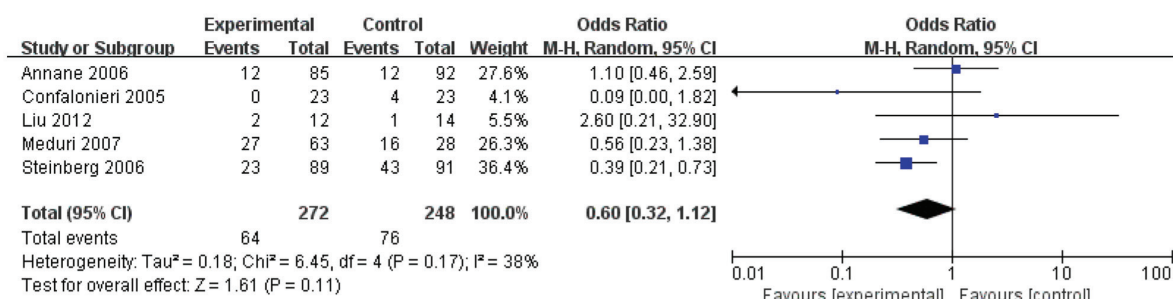 Experimental Control Odds Ratio Odds Ratio
Study or Subgroup Events Total Events Total Weight M-H, Random, 95% CI M-H, Random, 95% CI
Annane 2006 12 85 12 92 27.6% 1.10 [0.46, 2.59]
Confalonieri 2005 0 23 4 23 4.1% 0.09 [0.00, 1.82]
Liu 2012 2 12 1 14 5.5% 2.60 [0.21, 32.90]
Meduri 2007 27 63 16 28 26.3% 0.56 [0.23, 1.38]
Steinberg 2006 23 89 43 91 36.4% 0.39 [0.21, 0.73]
Total (95% CI) 272 248 100.0% 0.60 [0.32, 1.12]
Total events 64 76
Heterogeneity: Tau² = 0.18; Chi² = 6.45, df = 4 (P = 0.17); I² = 38%
Test for overall effect: Z = 1.61 (P = 0.11)
0.01 0.1 1 10 100
Favours [experimental] Favours [control]